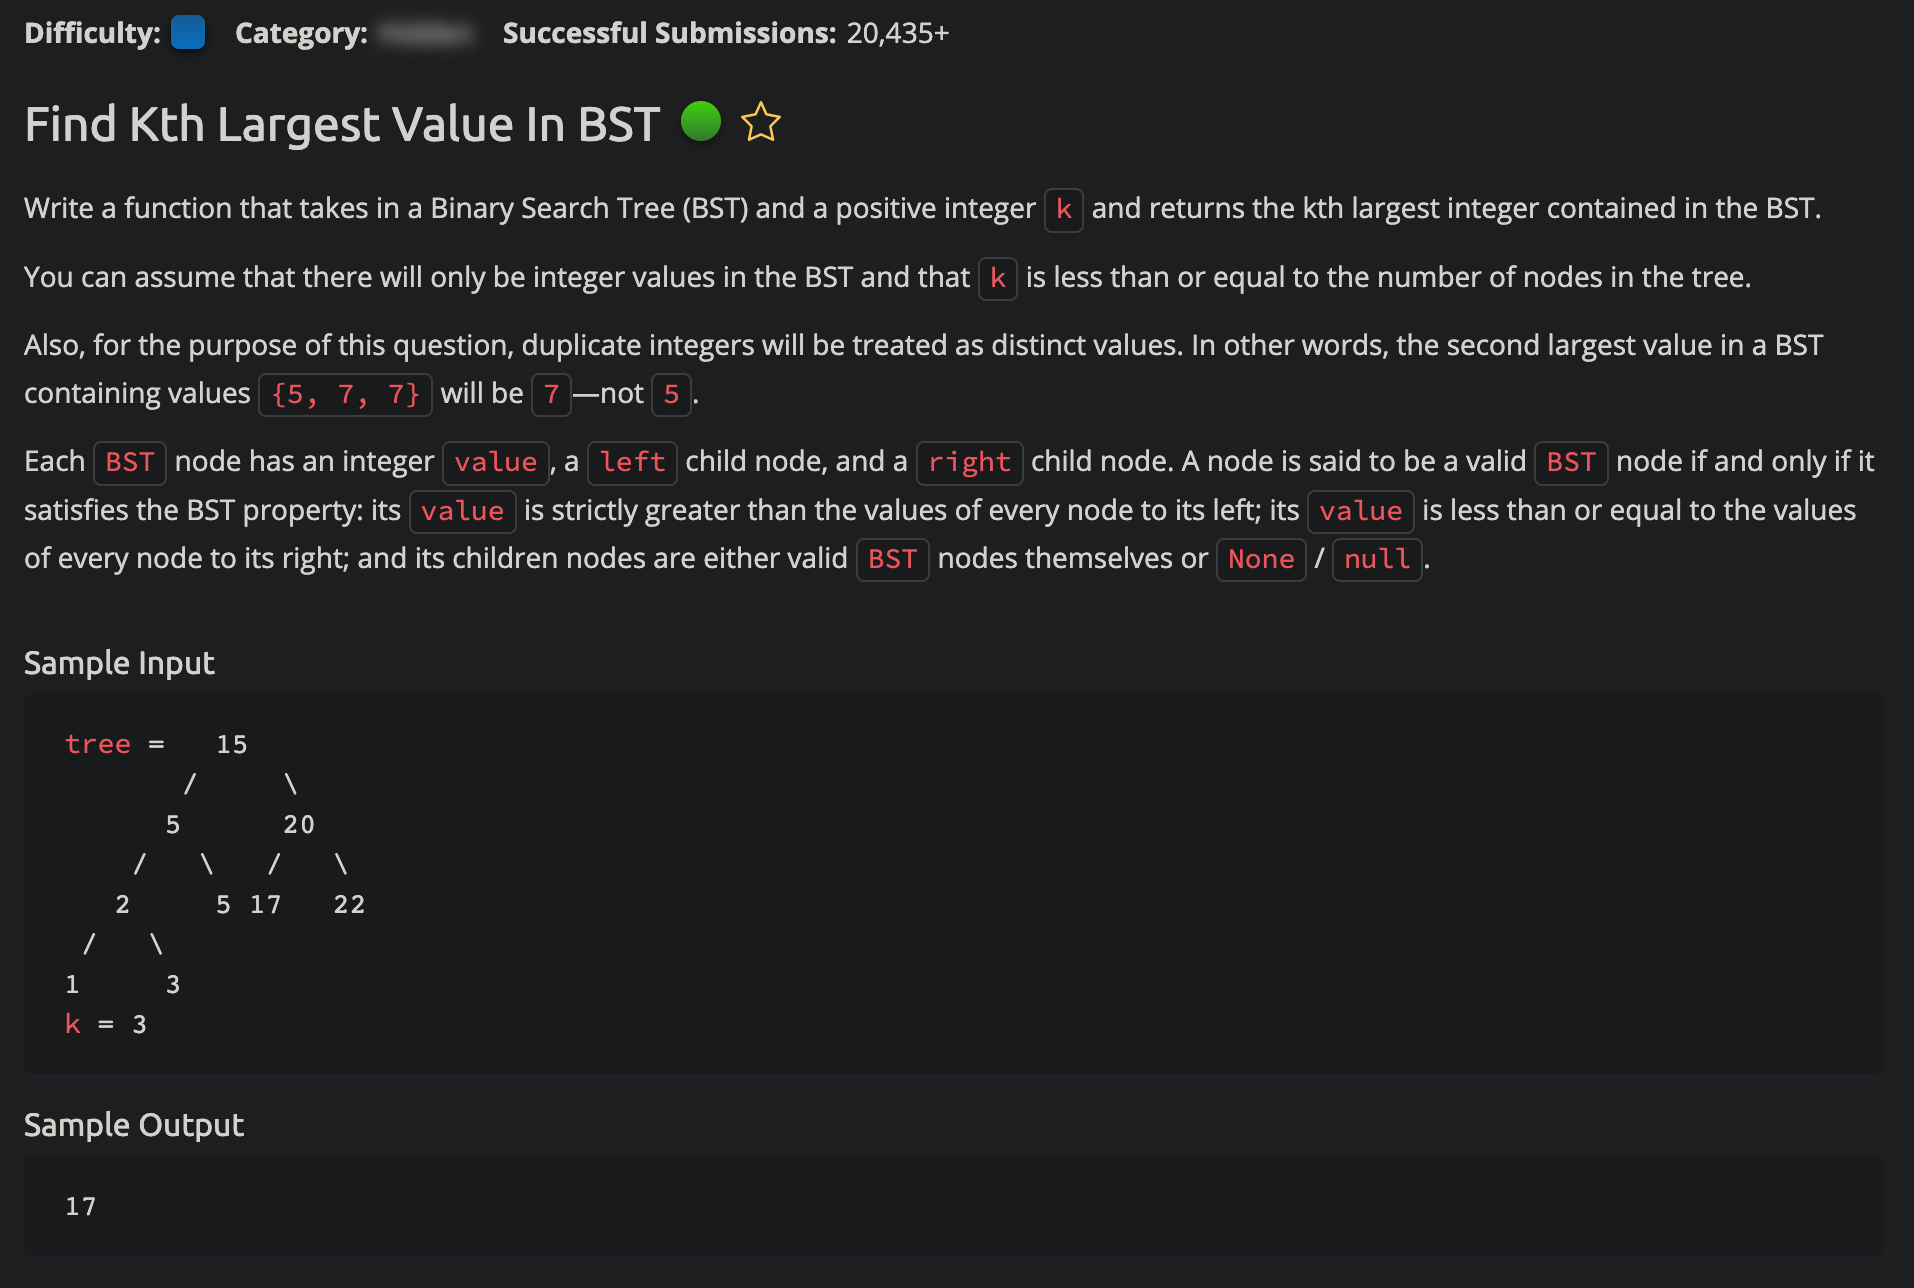 Difficulty: Category: Successful Submissions: 20,435+
Find Kth Largest Value In BST
Write a function that takes in a Binary Search Tree (BST) and a positive integer k and returns the kth largest integer contained in the BST.
You can assume that there will only be integer values in the BST and that k is less than or equal to the number of nodes in the tree.
Also, for the purpose of this question, duplicate integers will be treated as distinct values. In other words, the second largest value in a BST
containing values {5, 7, 7} will be 7—not 5.
Each BST node has an integer value, a left child node, and a right child node. A node is said to be a valid BST node if and only if it
satisfies the BST property: its value is strictly greater than the values of every node to its left; its value is less than or equal to the values
of every node to its right; and its children nodes are either valid BST nodes themselves or None / null.
Sample Input
tree =   15
       /     \
      5      20
    /   \   /   \
   2     5 17   22
 /   \
1     3
k = 3
Sample Output
17